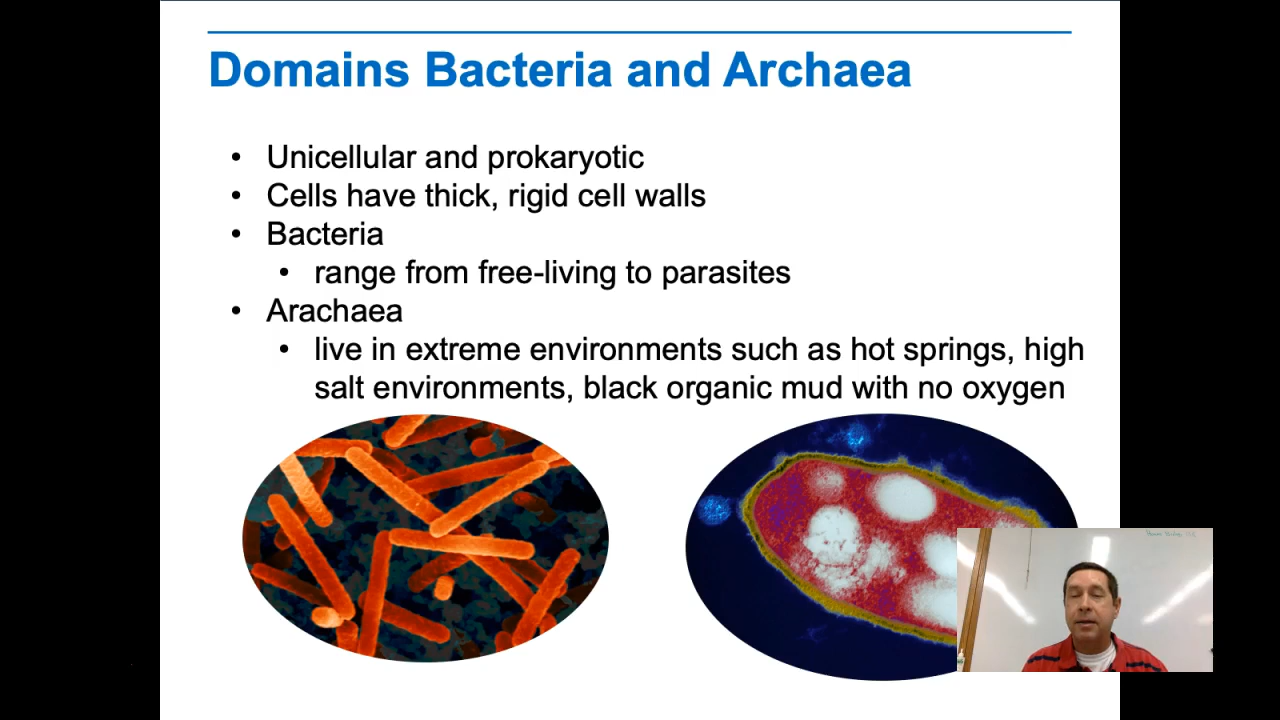 Domains Bacteria and Archaea
• Unicellular and prokaryotic
• Cells have thick, rigid cell walls
• Bacteria
• range from free-living to parasites
• Arachaea
• live in extreme environments such as hot springs, high
salt environments, black organic mud with no oxygen